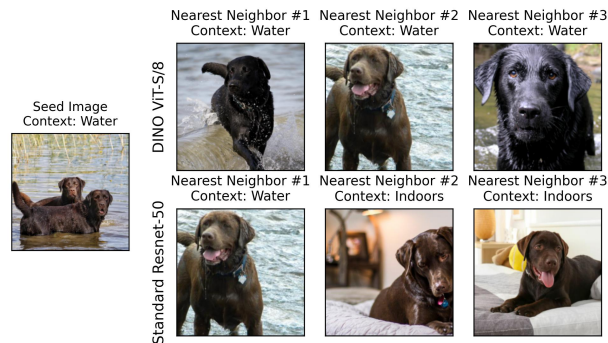 Seed Image
Context: Water
DINO ViT-S/8
Nearest Neighbor #1
Context: Water
Nearest Neighbor #2
Context: Water
Nearest Neighbor #3
Context: Water
Standard Resnet-50
Nearest Neighbor #1
Context: Water
Nearest Neighbor #2
Context: Indoors
Nearest Neighbor #3
Context: Indoors